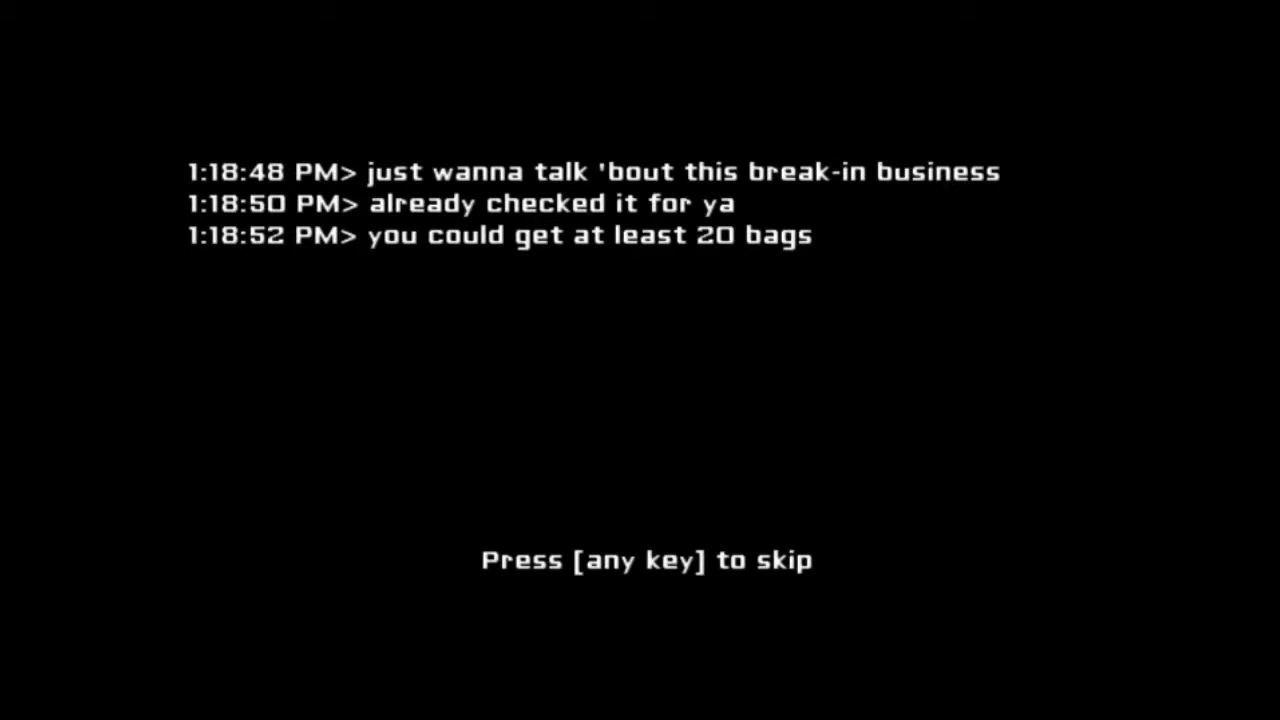 1:18:48 PM> just wanna talk 'bout this break-in business
1:18:50 PM> already checked it for ya
1:18:52 PM> you could get at least 20 bags
Press [any key] to skip